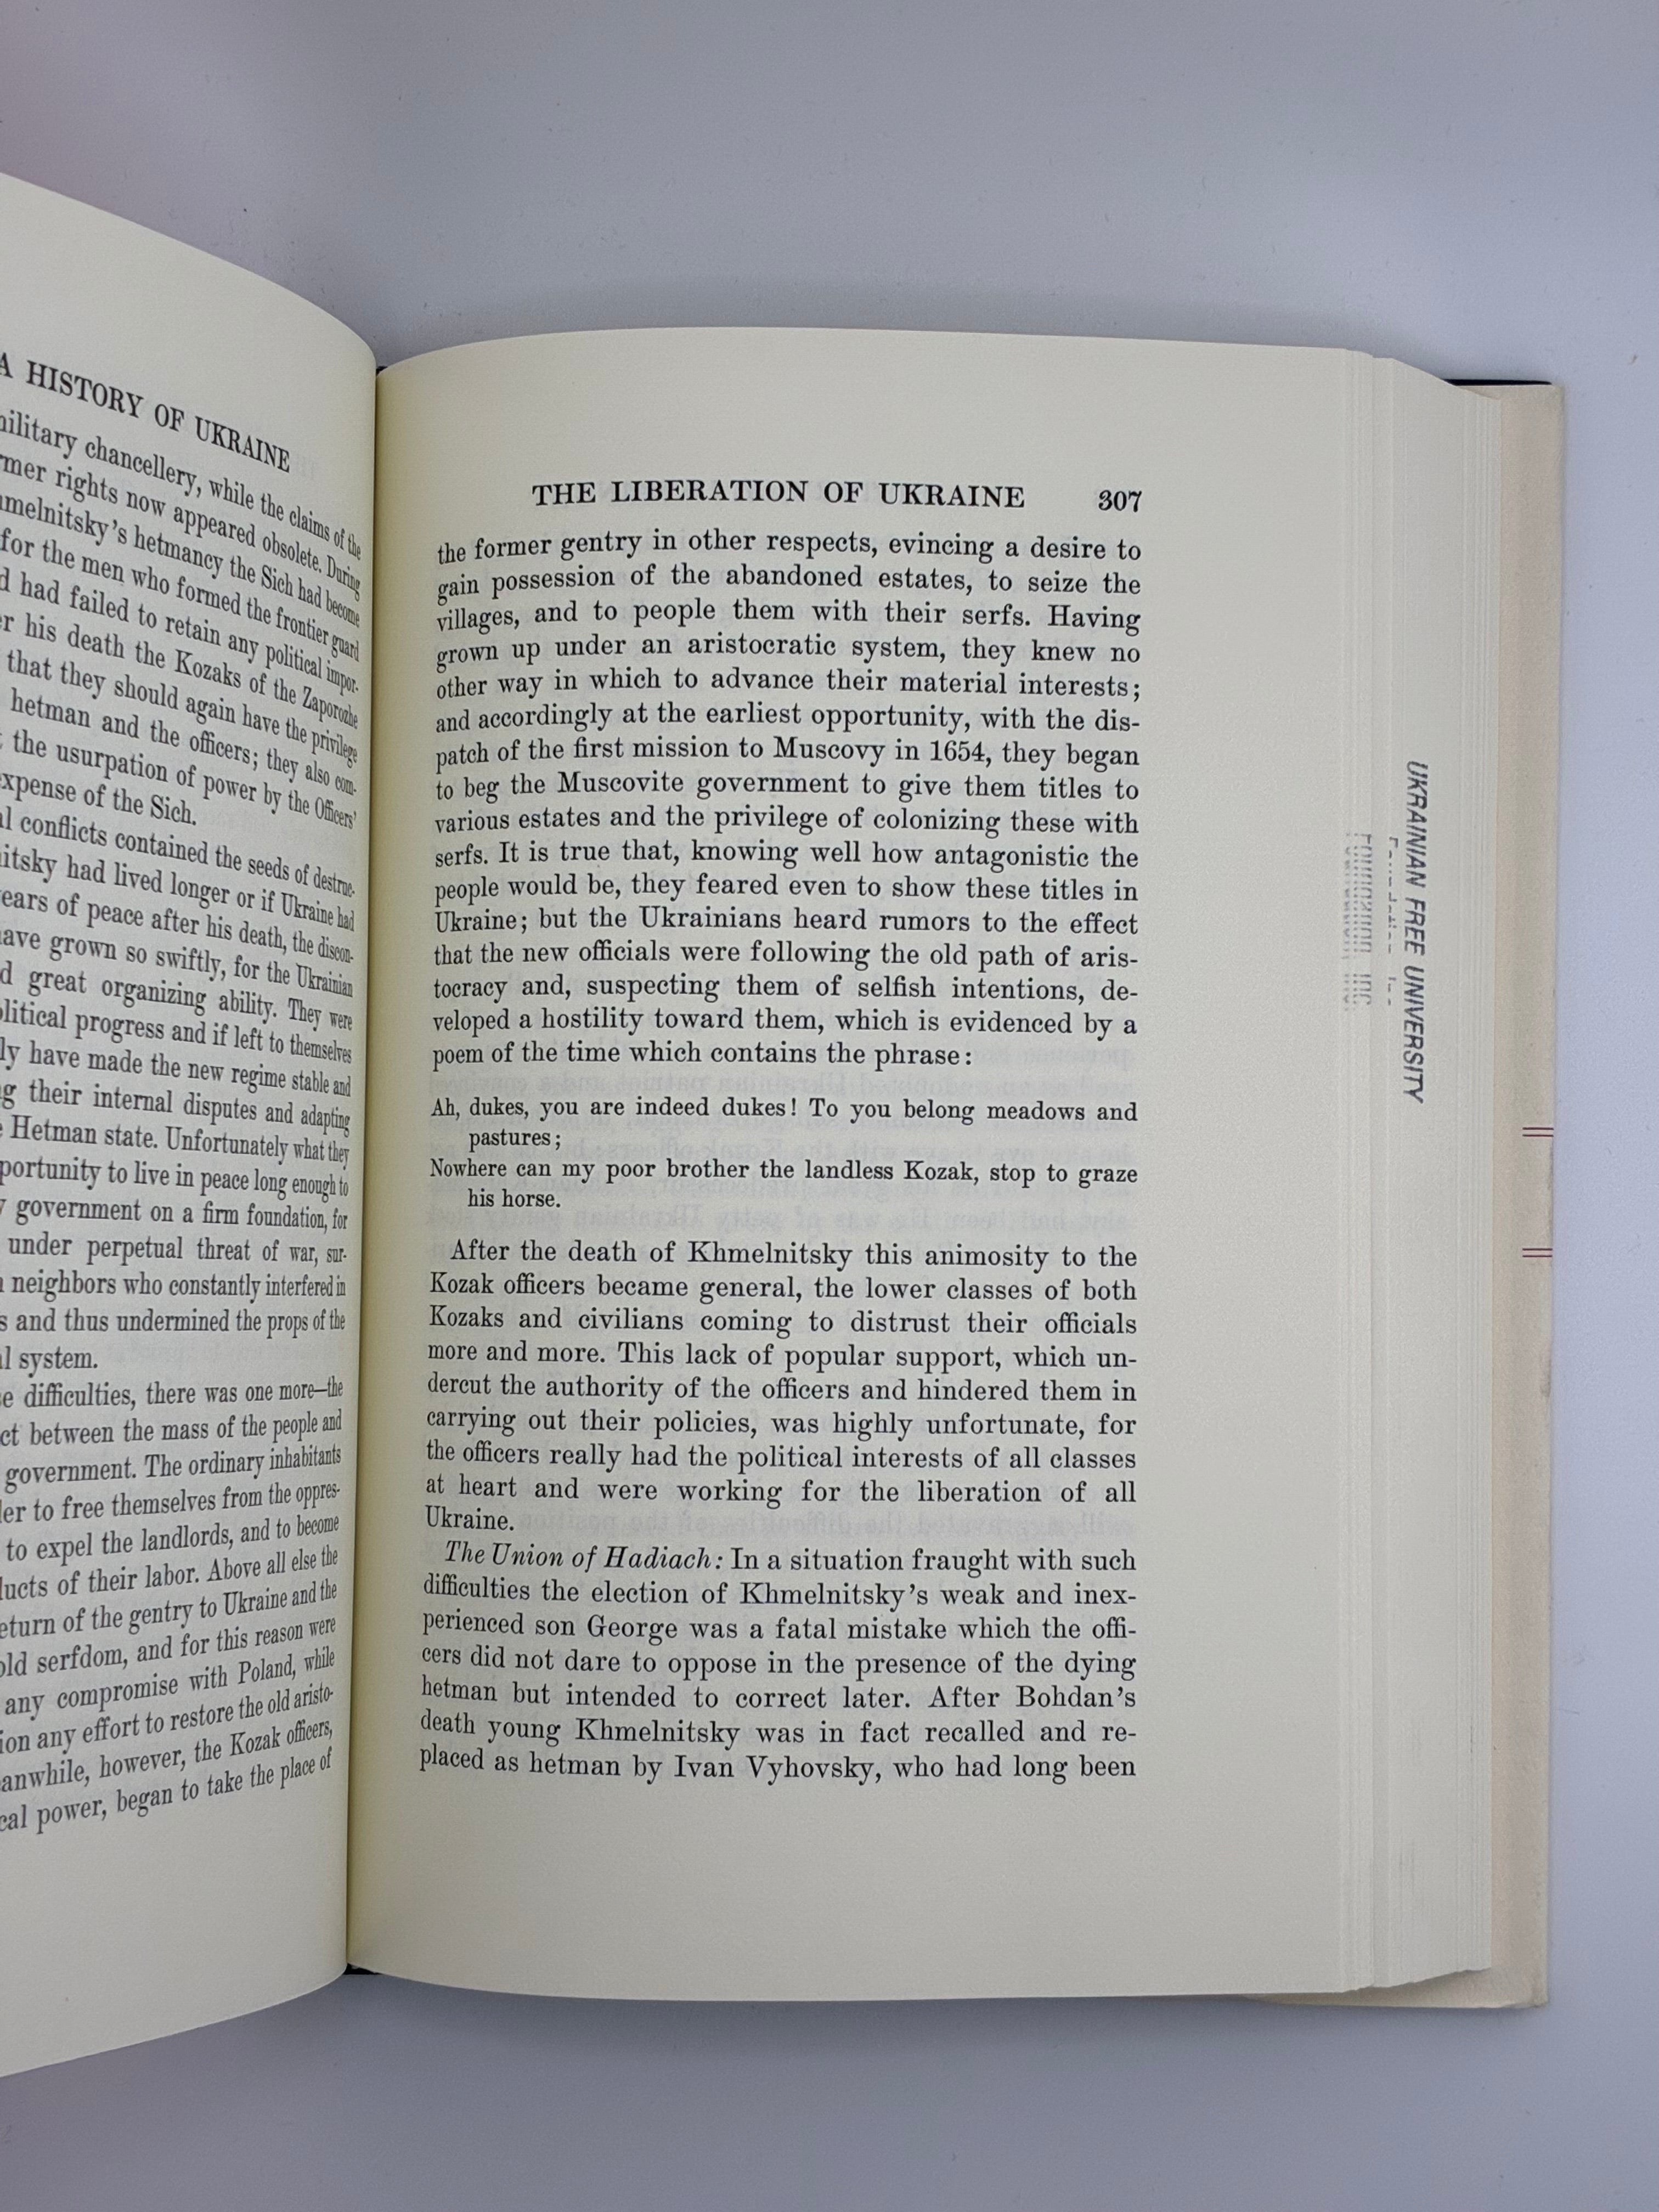 A HISTORY OF UKRAINE
military chancellery, while the claims of the
rights now appeared obsolete. During
hetmancy the Sich had become
for the men who formed the frontier guard
had failed to retain any political impor-
his death the Kozaks of the Zaporozhe
that they should again have the privilege
hetman and the officers; they also com-
the usurpation of power by the Officers'
expense of the Sich.
conflicts contained the seeds of destruc-
had lived longer or if Ukraine had
years of peace after his death, the discon-
have grown so swiftly, for the Ukrainian
great organizing ability. They were
political progress and if left to themselves
have made the new regime stable and
their internal disputes and adapting
Hetman state. Unfortunately what they
opportunity to live in peace long enough to
government on a firm foundation, for
under perpetual threat of war, sur-
neighbors who constantly interfered in
and thus undermined the props of the
system.
difficulties, there was one more—the
between the mass of the people and
government. The ordinary inhabitants
to free themselves from the oppres-
to expel the landlords, and to become
of their labor. Above all else the
return of the gentry to Ukraine and the
old serfdom, and for this reason were
any compromise with Poland, while
any effort to restore the old aristo-
however, the Kozak officers,
power, began to take the place of
THE LIBERATION OF UKRAINE 307
the former gentry in other respects, evincing a desire to
gain possession of the abandoned estates, to seize the
villages, and to people them with their serfs. Having
grown up under an aristocratic system, they knew no
other way in which to advance their material interests;
and accordingly at the earliest opportunity, with the dis-
patch of the first mission to Muscovy in 1654, they began
to beg the Muscovite government to give them titles to
various estates and the privilege of colonizing these with
serfs. It is true that, knowing well how antagonistic the
people would be, they feared even to show these titles in
Ukraine; but the Ukrainians heard rumors to the effect
that the new officials were following the old path of aris-
tocracy and, suspecting them of selfish intentions, de-
veloped a hostility toward them, which is evidenced by a
poem of the time which contains the phrase:
Ah, dukes, you are indeed dukes! To you belong meadows and
pastures;
Nowhere can my poor brother the landless Kozak, stop to graze
his horse.
After the death of Khmelnitsky this animosity to the
Kozak officers became general, the lower classes of both
Kozaks and civilians coming to distrust their officials
more and more. This lack of popular support, which un-
dercut the authority of the officers and hindered them in
carrying out their policies, was highly unfortunate, for
the officers really had the political interests of all classes
at heart and were working for the liberation of all
Ukraine.
The Union of Hadiach: In a situation fraught with such
difficulties the election of Khmelnitsky's weak and inex-
perienced son George was a fatal mistake which the offi-
cers did not dare to oppose in the presence of the dying
hetman but intended to correct later. After Bohdan's
death young Khmelnitsky was in fact recalled and re-
placed as hetman by Ivan Vyhovsky, who had long been
UKRAINIAN FREE UNIVERSITY